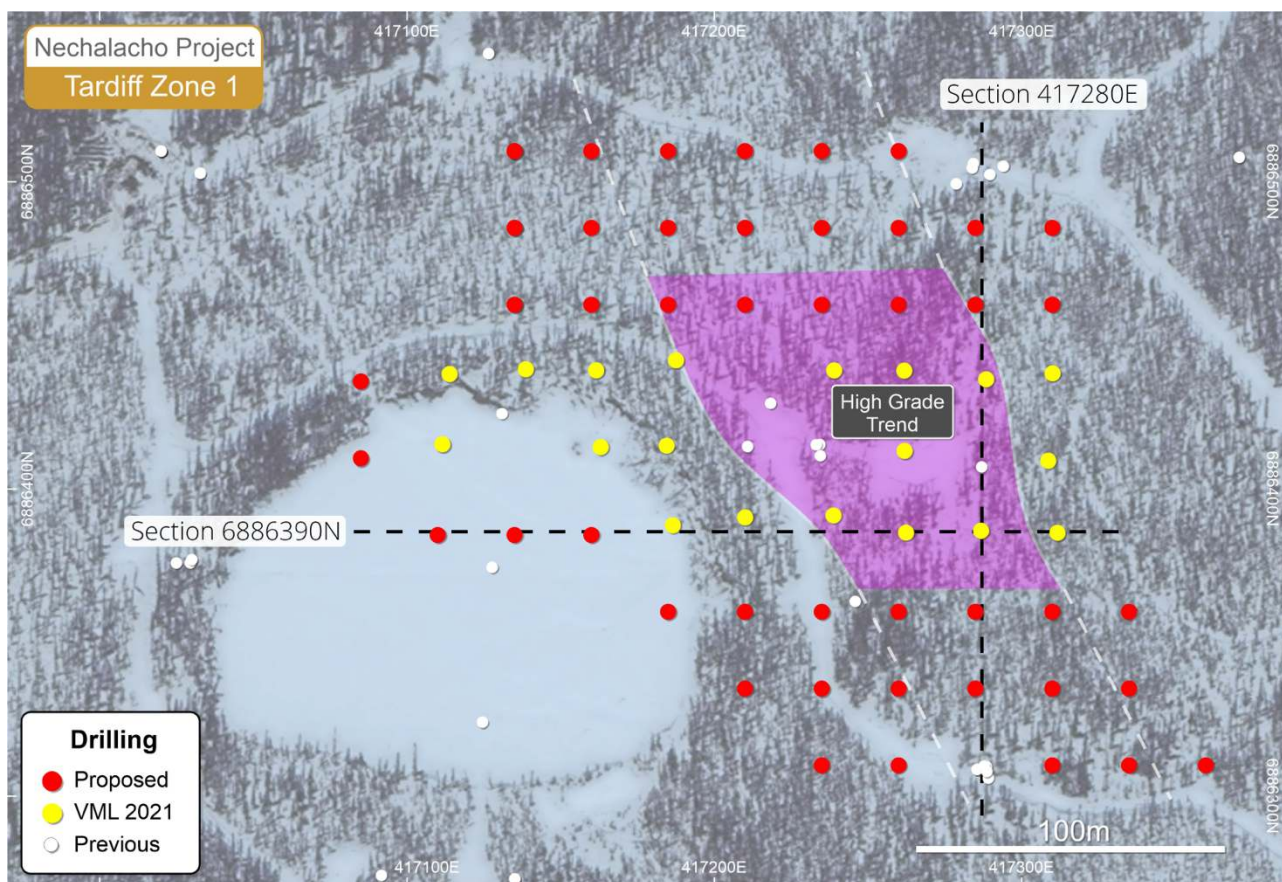 Nechalacho Project
Tardiff Zone 1
417100E
417200E
417300E
Section 417280E
6886500N
6886500N
High Grade
Trend
6886400N
6886400N
Section 6886390N
Drilling
Proposed
VML 2021
Previous
6886300N
100m
417100E
417200E
417300E